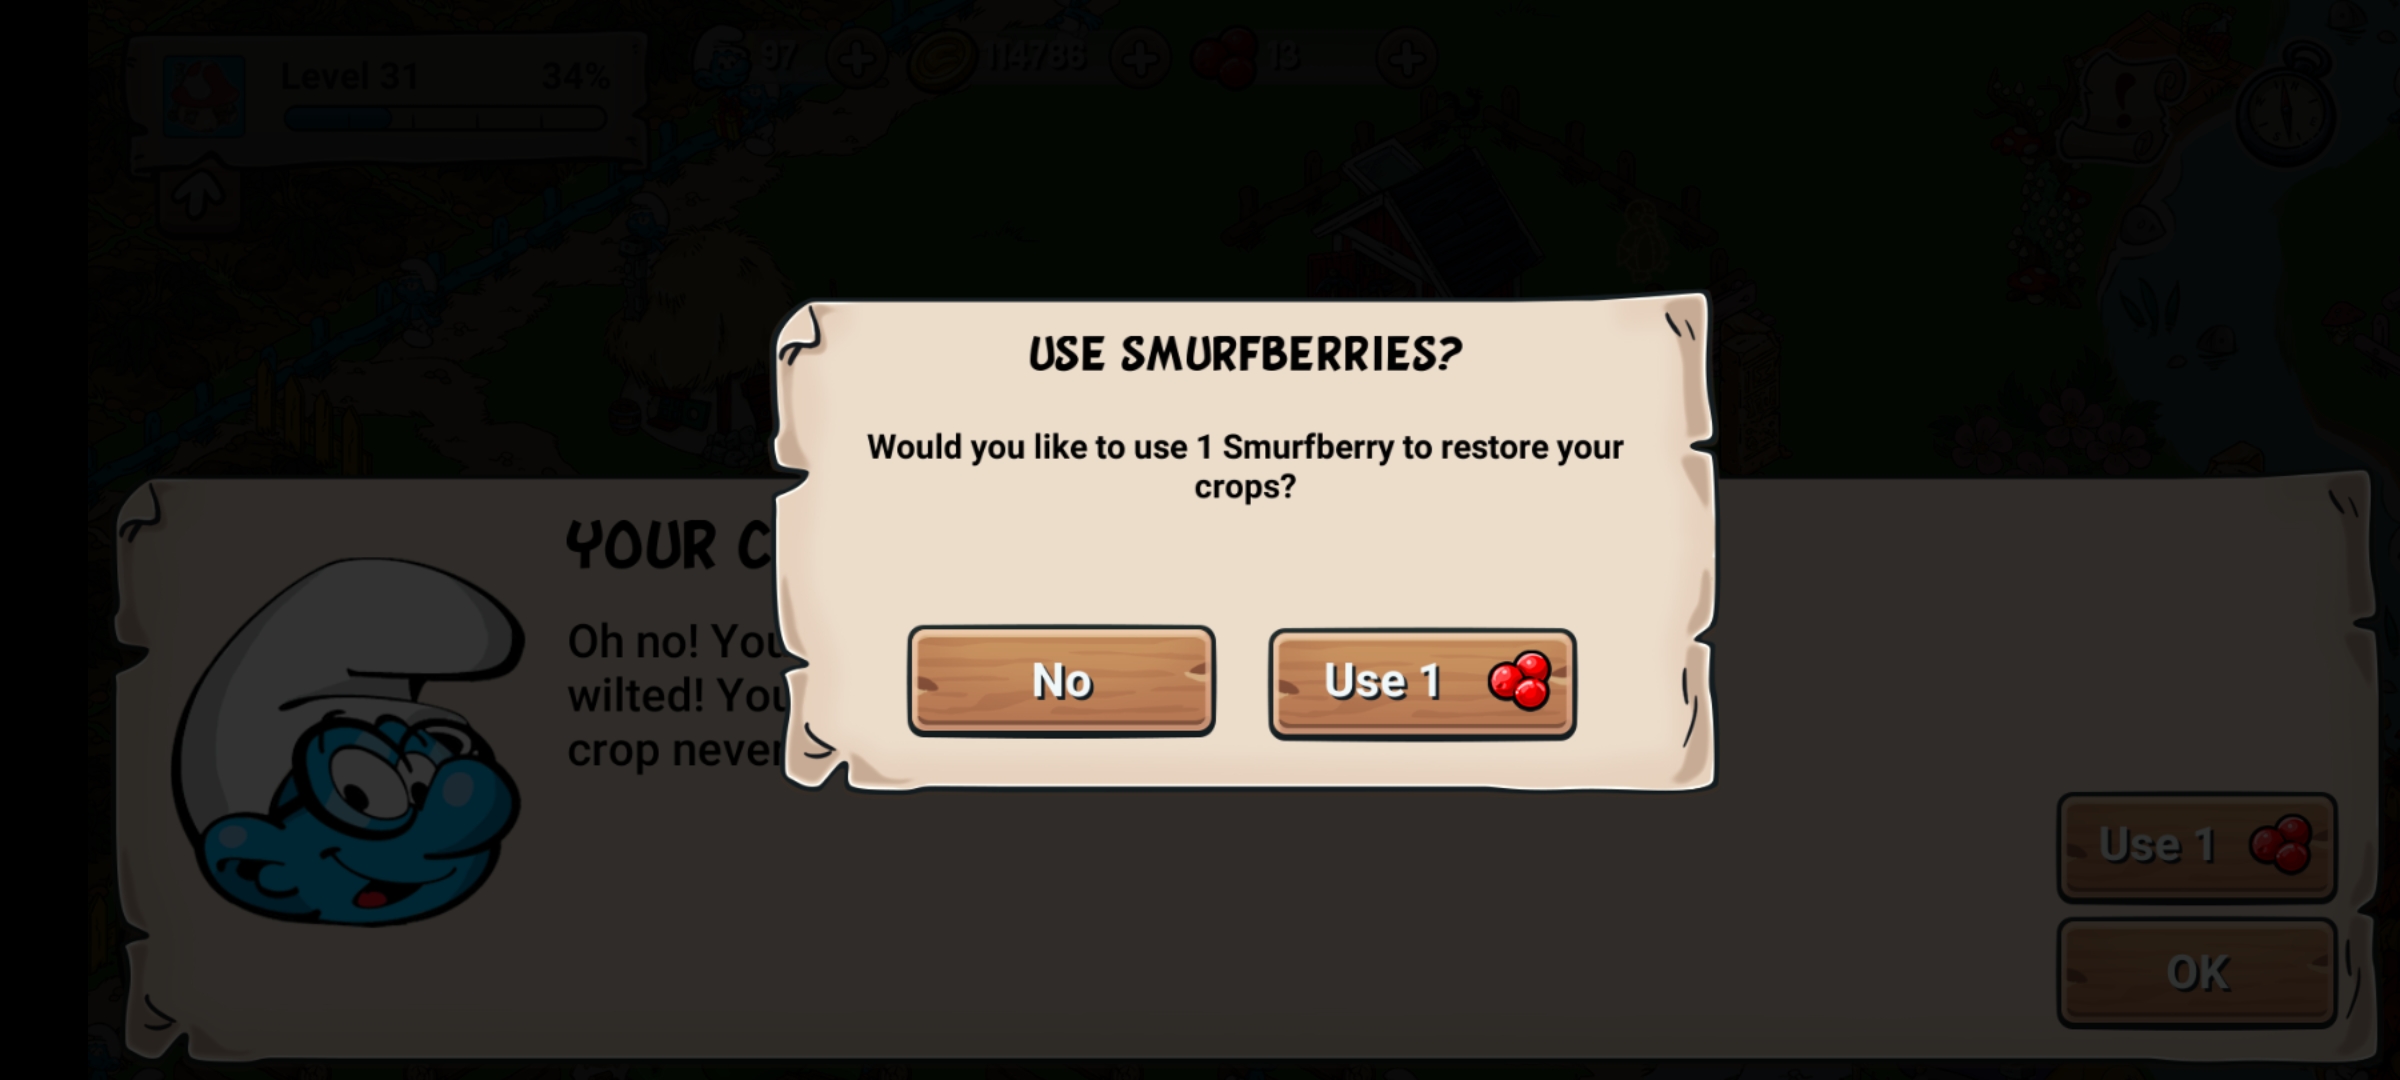 Level 31
34%
97
114786
13
USE SMURFBERRIES?
Would you like to use 1 Smurfberry to restore your
crops?
No
Use 1
YOUR C
Oh no! You
wilted! You
crop never
Use 1
OK